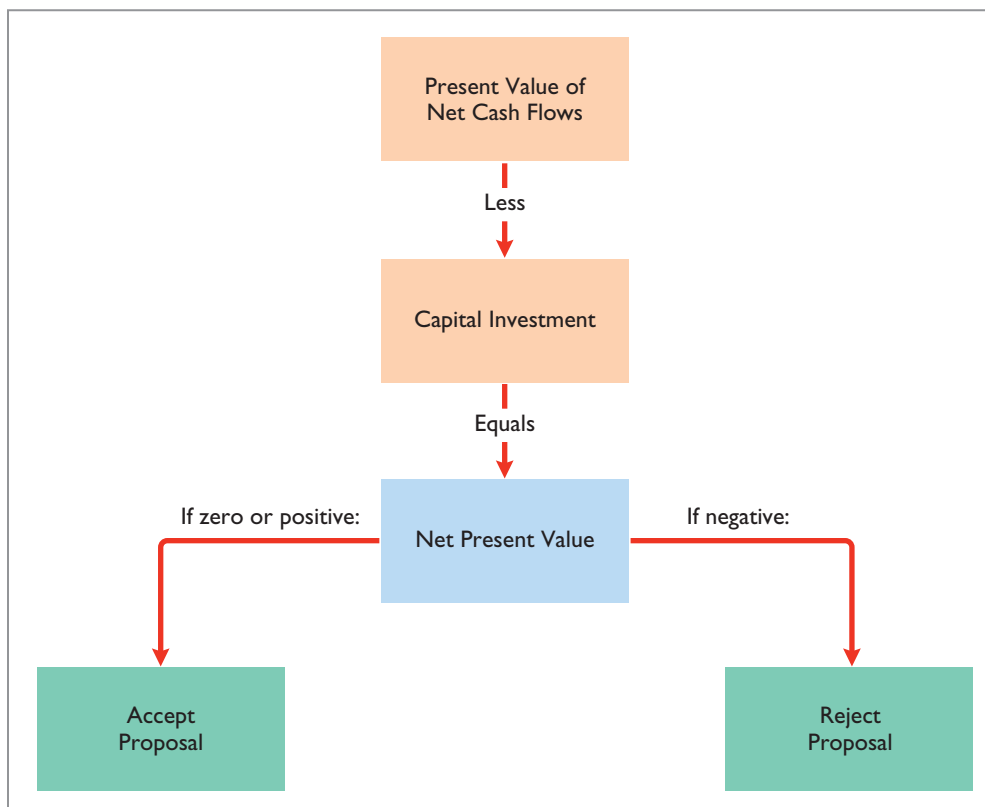 Present Value of
Net Cash Flows
Less
Capital Investment
Equals
If zero or positive:
Net Present Value
If negative:
Accept
Proposal
Reject
Proposal